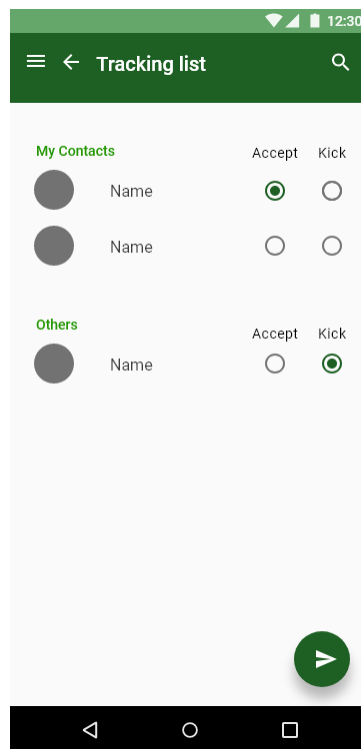 12:30
Tracking list
My Contacts
Accept Kick
Name
Name
Others
Accept Kick
Name